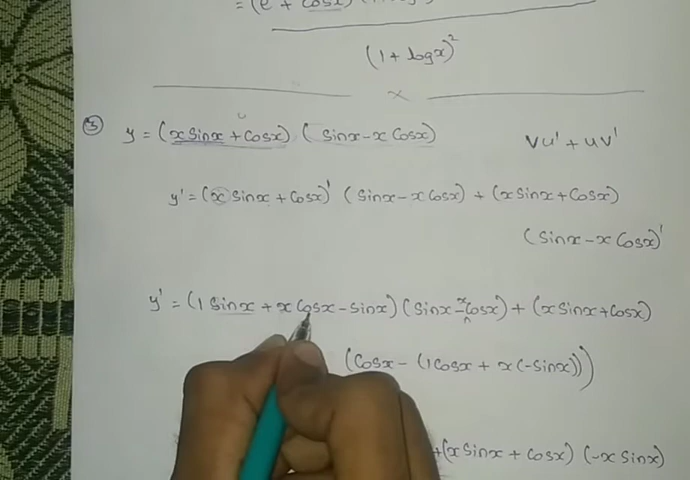 (1 + logx)²
x
③ y = (x Sinx + Cosx) (Sinx - x Cosx) Vu' + uv'
y' = (x Sinx + Cosx)' (Sinx - x Cosx) + (x Sinx + Cosx)
(Sinx - x Cosx)'
y' = (1 Sinx + x Cosx - Sinx) (Sinx - x Cosx) + (x Sinx + Cosx)
(Cosx - (1 Cosx + x (-Sinx)))
+ (x Sinx + Cosx) (-x Sinx)